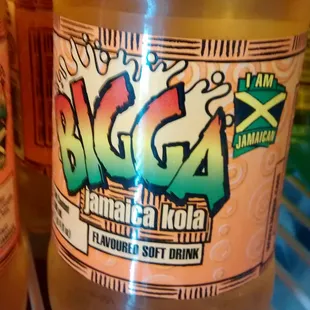 BIGGA
jamaica kola
FLAVOURED SOFT DRINK
I AM
JAMAICAN